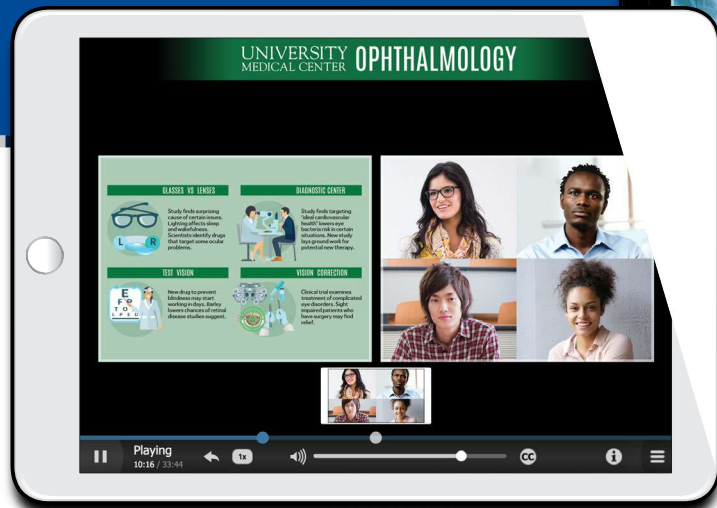 UNIVERSITY
MEDICAL CENTER
OPHTHALMOLOGY
GLASSES VS LENSES
Study finds surprising
cause of certain issues.
Lighting affects sleep
and wakefulness.
Scientists identify drugs
that target some ocular
problems.
L R
DIAGNOSTIC CENTER
Study finds targeting
"ideal cardiovascular
health" lowers eye
bacteria risk in certain
situations. New study
lays ground work for
potential new therapy.
TEST VISION
E
F P
T O
L P E D
New drug to prevent
blindness may start
working in days. Barley
lowers chances of retinal
disease studies suggest.
VISION CORRECTION
Clinical trial examines
treatment of complicated
eye disorders. Sight
impaired patients who
have surgery may find
relief.
Playing
10:16 / 33:44
1x
CC
i